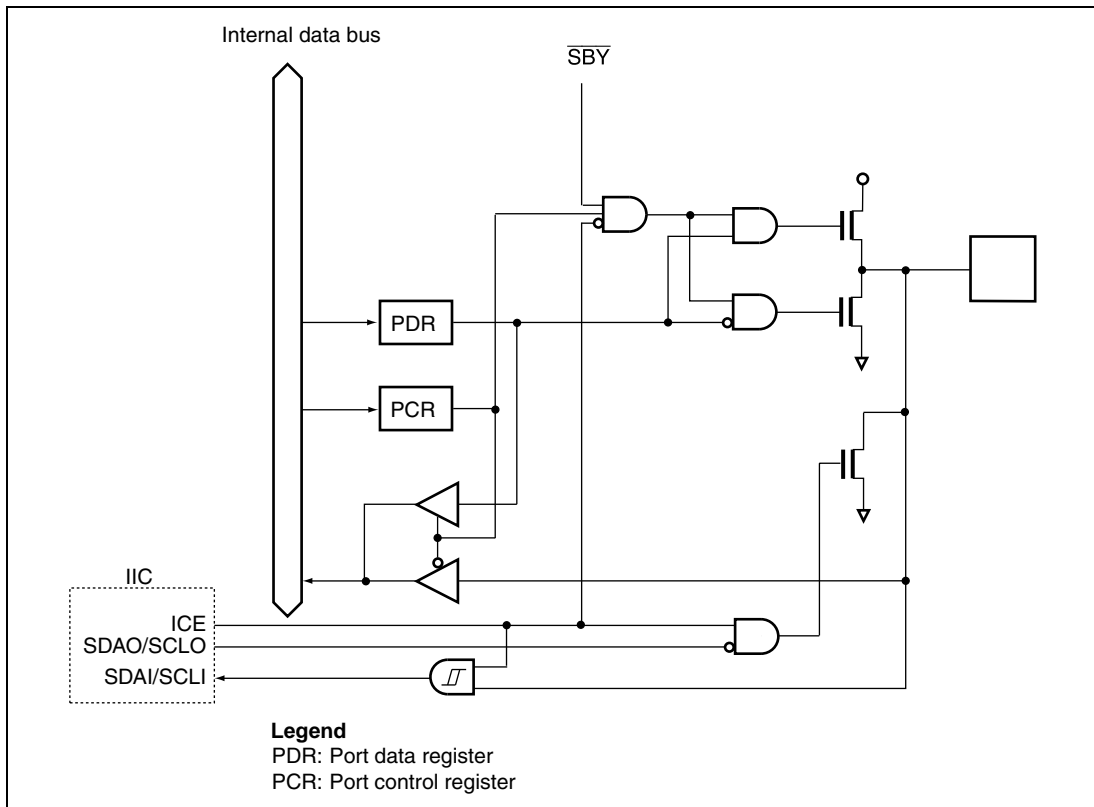 Internal data bus
SBY
PDR
PCR
IIC
ICE
SDAO/SCLO
SDAI/SCLI
Legend
PDR: Port data register
PCR: Port control register